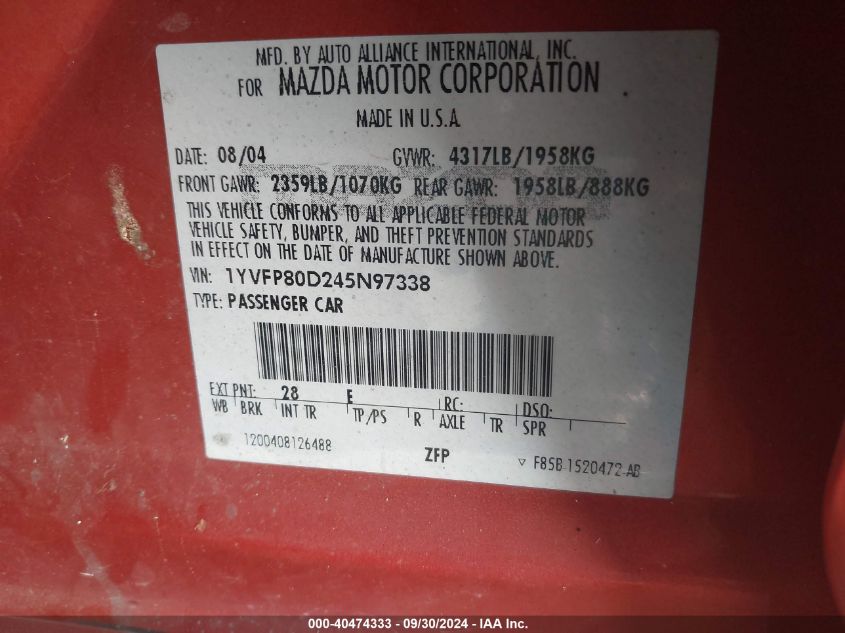 MFD. BY AUTO ALLIANCE INTERNATIONAL, INC.
FOR MAZDA MOTOR CORPORATION
MADE IN U.S.A.
DATE: 08/04 GVWR: 4317LB/1958KG
FRONT GAWR: 2359LB/1070KG REAR GAWR: 1958LB/888KG
THIS VEHICLE CONFORMS TO ALL APPLICABLE FEDERAL MOTOR
VEHICLE SAFETY, BUMPER, AND THEFT PREVENTION STANDARDS
IN EFFECT ON THE DATE OF MANUFACTURE SHOWN ABOVE.
VIN: 1YVFP80D245N97338
TYPE: PASSENGER CAR
EXT PNT: 28 E RC: DSO:
WB BRK INT TR TP/PS R AXLE TR SPR
1200408126488 ZFP ▽ F85B-1520472-AB
000-40474333 - 09/30/2024 - IAA Inc.